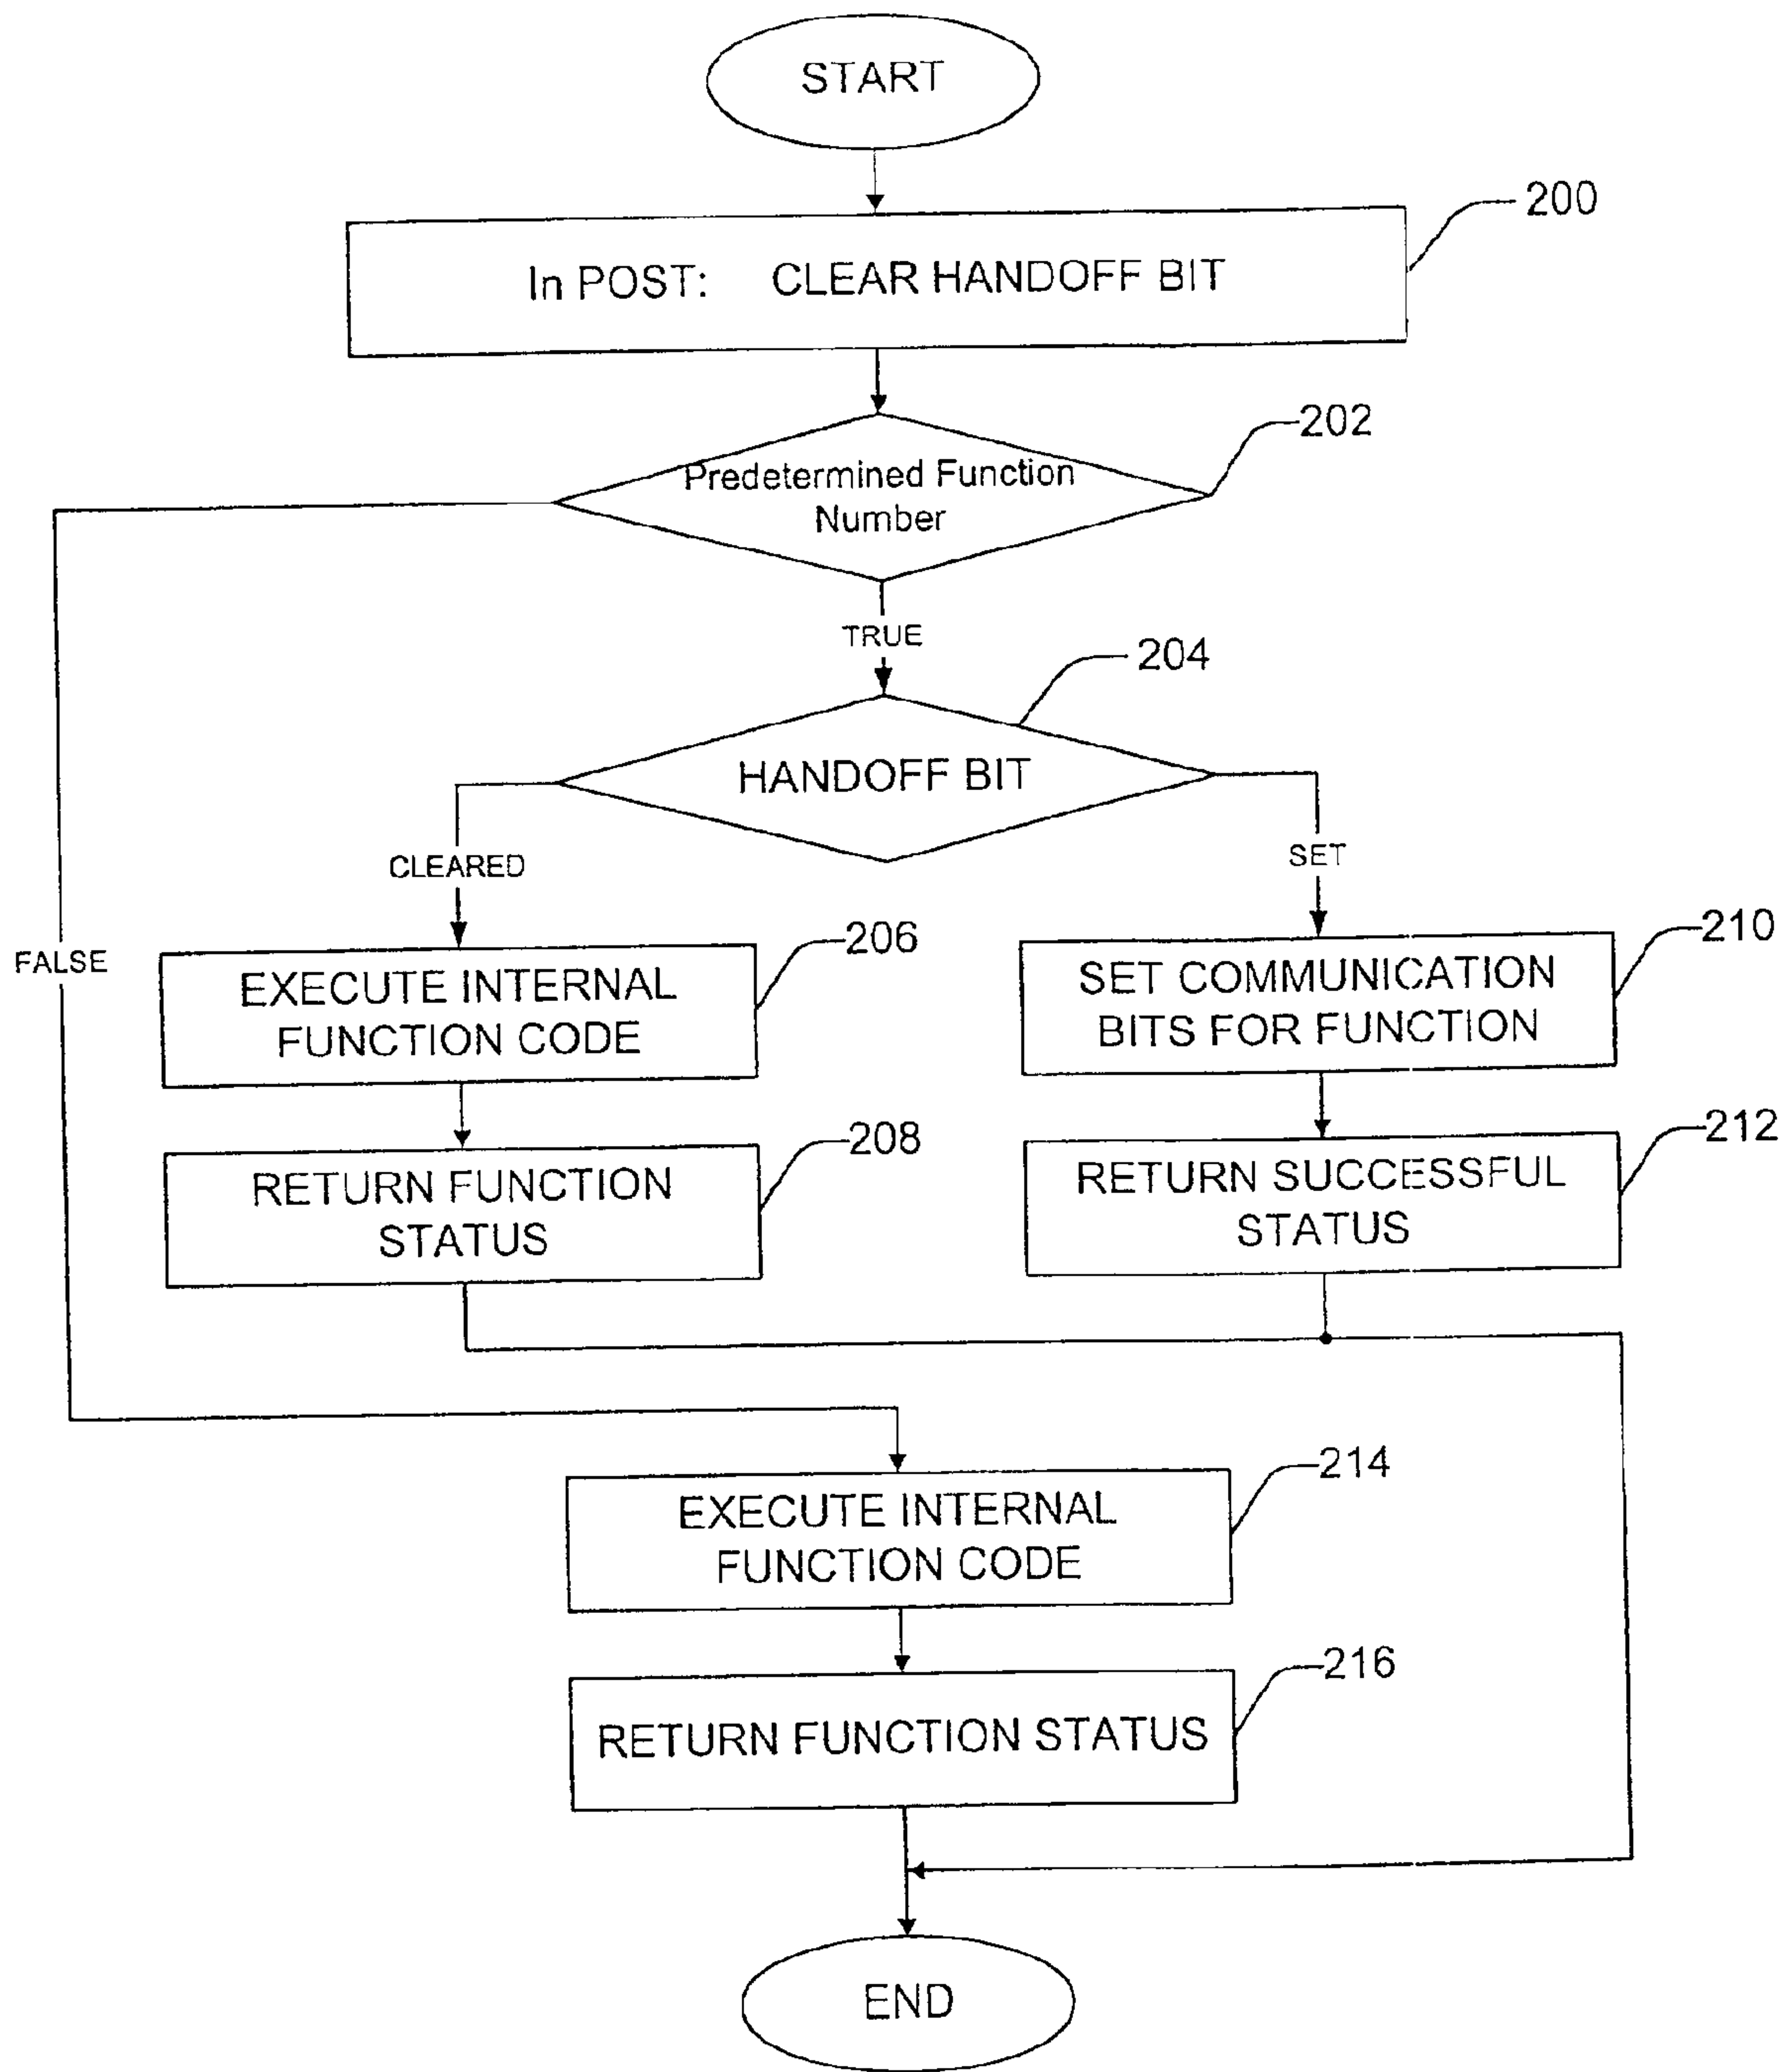 START
200
In POST: CLEAR HANDOFF BIT
202
Predetermined Function
Number
TRUE
204
HANDOFF BIT
CLEARED
SET
FALSE
206
EXECUTE INTERNAL
FUNCTION CODE
210
SET COMMUNICATION
BITS FOR FUNCTION
208
RETURN FUNCTION
STATUS
212
RETURN SUCCESSFUL
STATUS
214
EXECUTE INTERNAL
FUNCTION CODE
216
RETURN FUNCTION STATUS
END